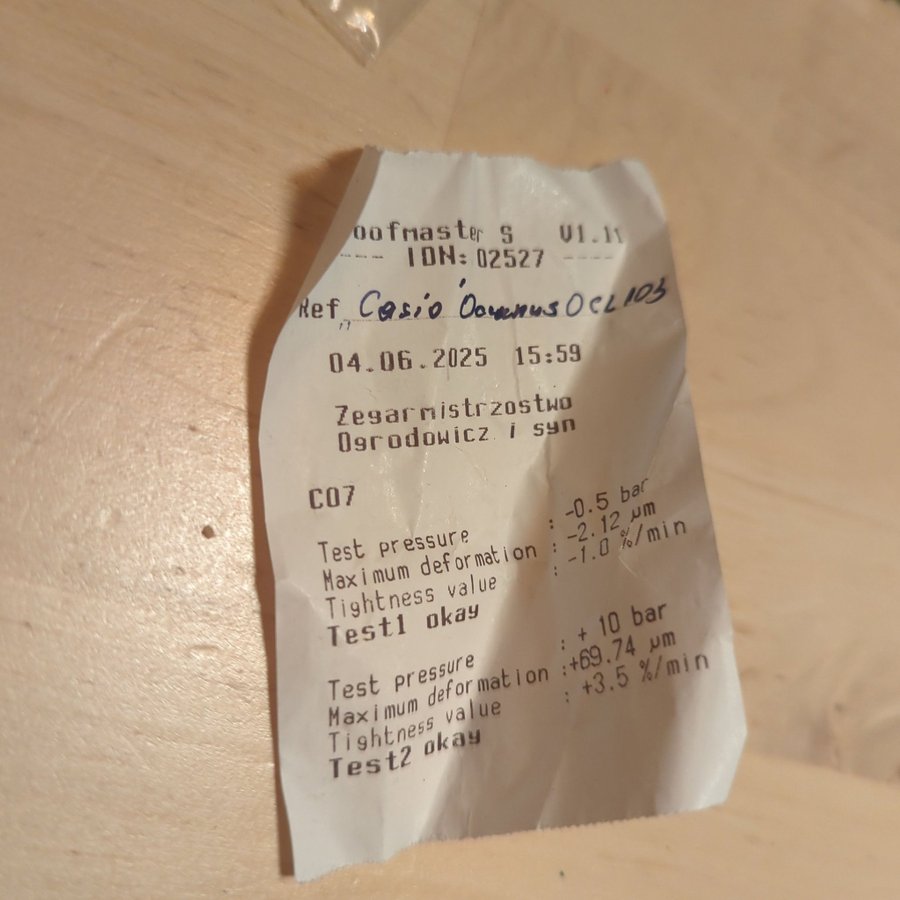 oofmaster S V1.1
---- IDN: 02527 ----
Ref Casio OCL 103
04.06.2025 15:59
Zegarmistrzostwo
Ogrodowicz i syn
C07
Test pressure : -0.5 bar
Maximum deformation : -2.12 µm
Tightness value : -1.0 %/min
Test1 okay
Test pressure : + 10 bar
Maximum deformation :+69.74 µm
Tightness value : +3.5 %/min
Test2 okay